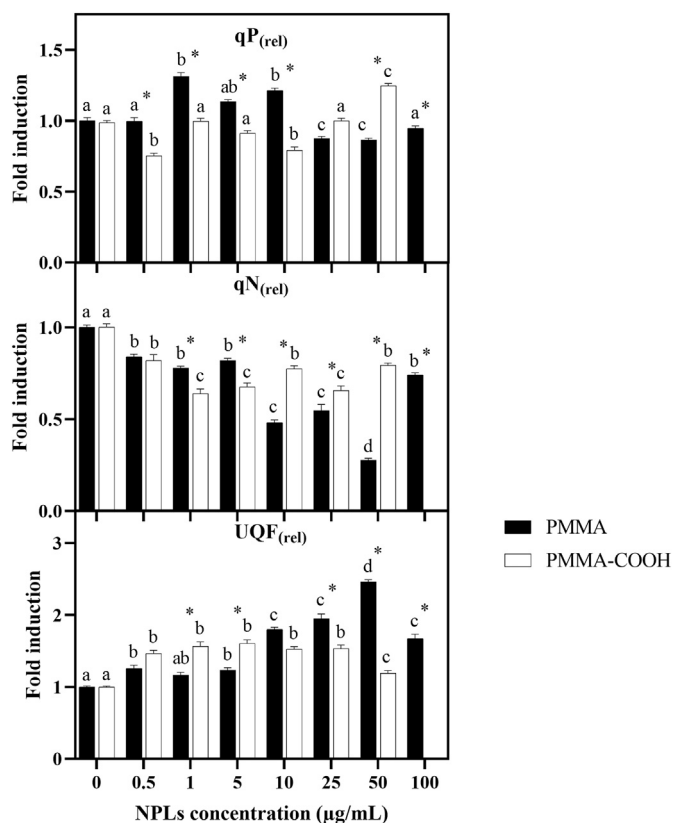 qP(rel)
Fold induction
1.5
1.0
0.5
0.0
a a a * b b * a ab * a b * b c a c * c a *
qN(rel)
Fold induction
1.0
0.5
0.0
a a b b b * c b * c c * b c * c d * b b *
UQF(rel)
Fold induction
3
2
1
0
a a b b ab * b b * b c b c * b d * c c *
0 0.5 1 5 10 25 50 100
NPLs concentration (µg/mL)
PMMA
PMMA-COOH